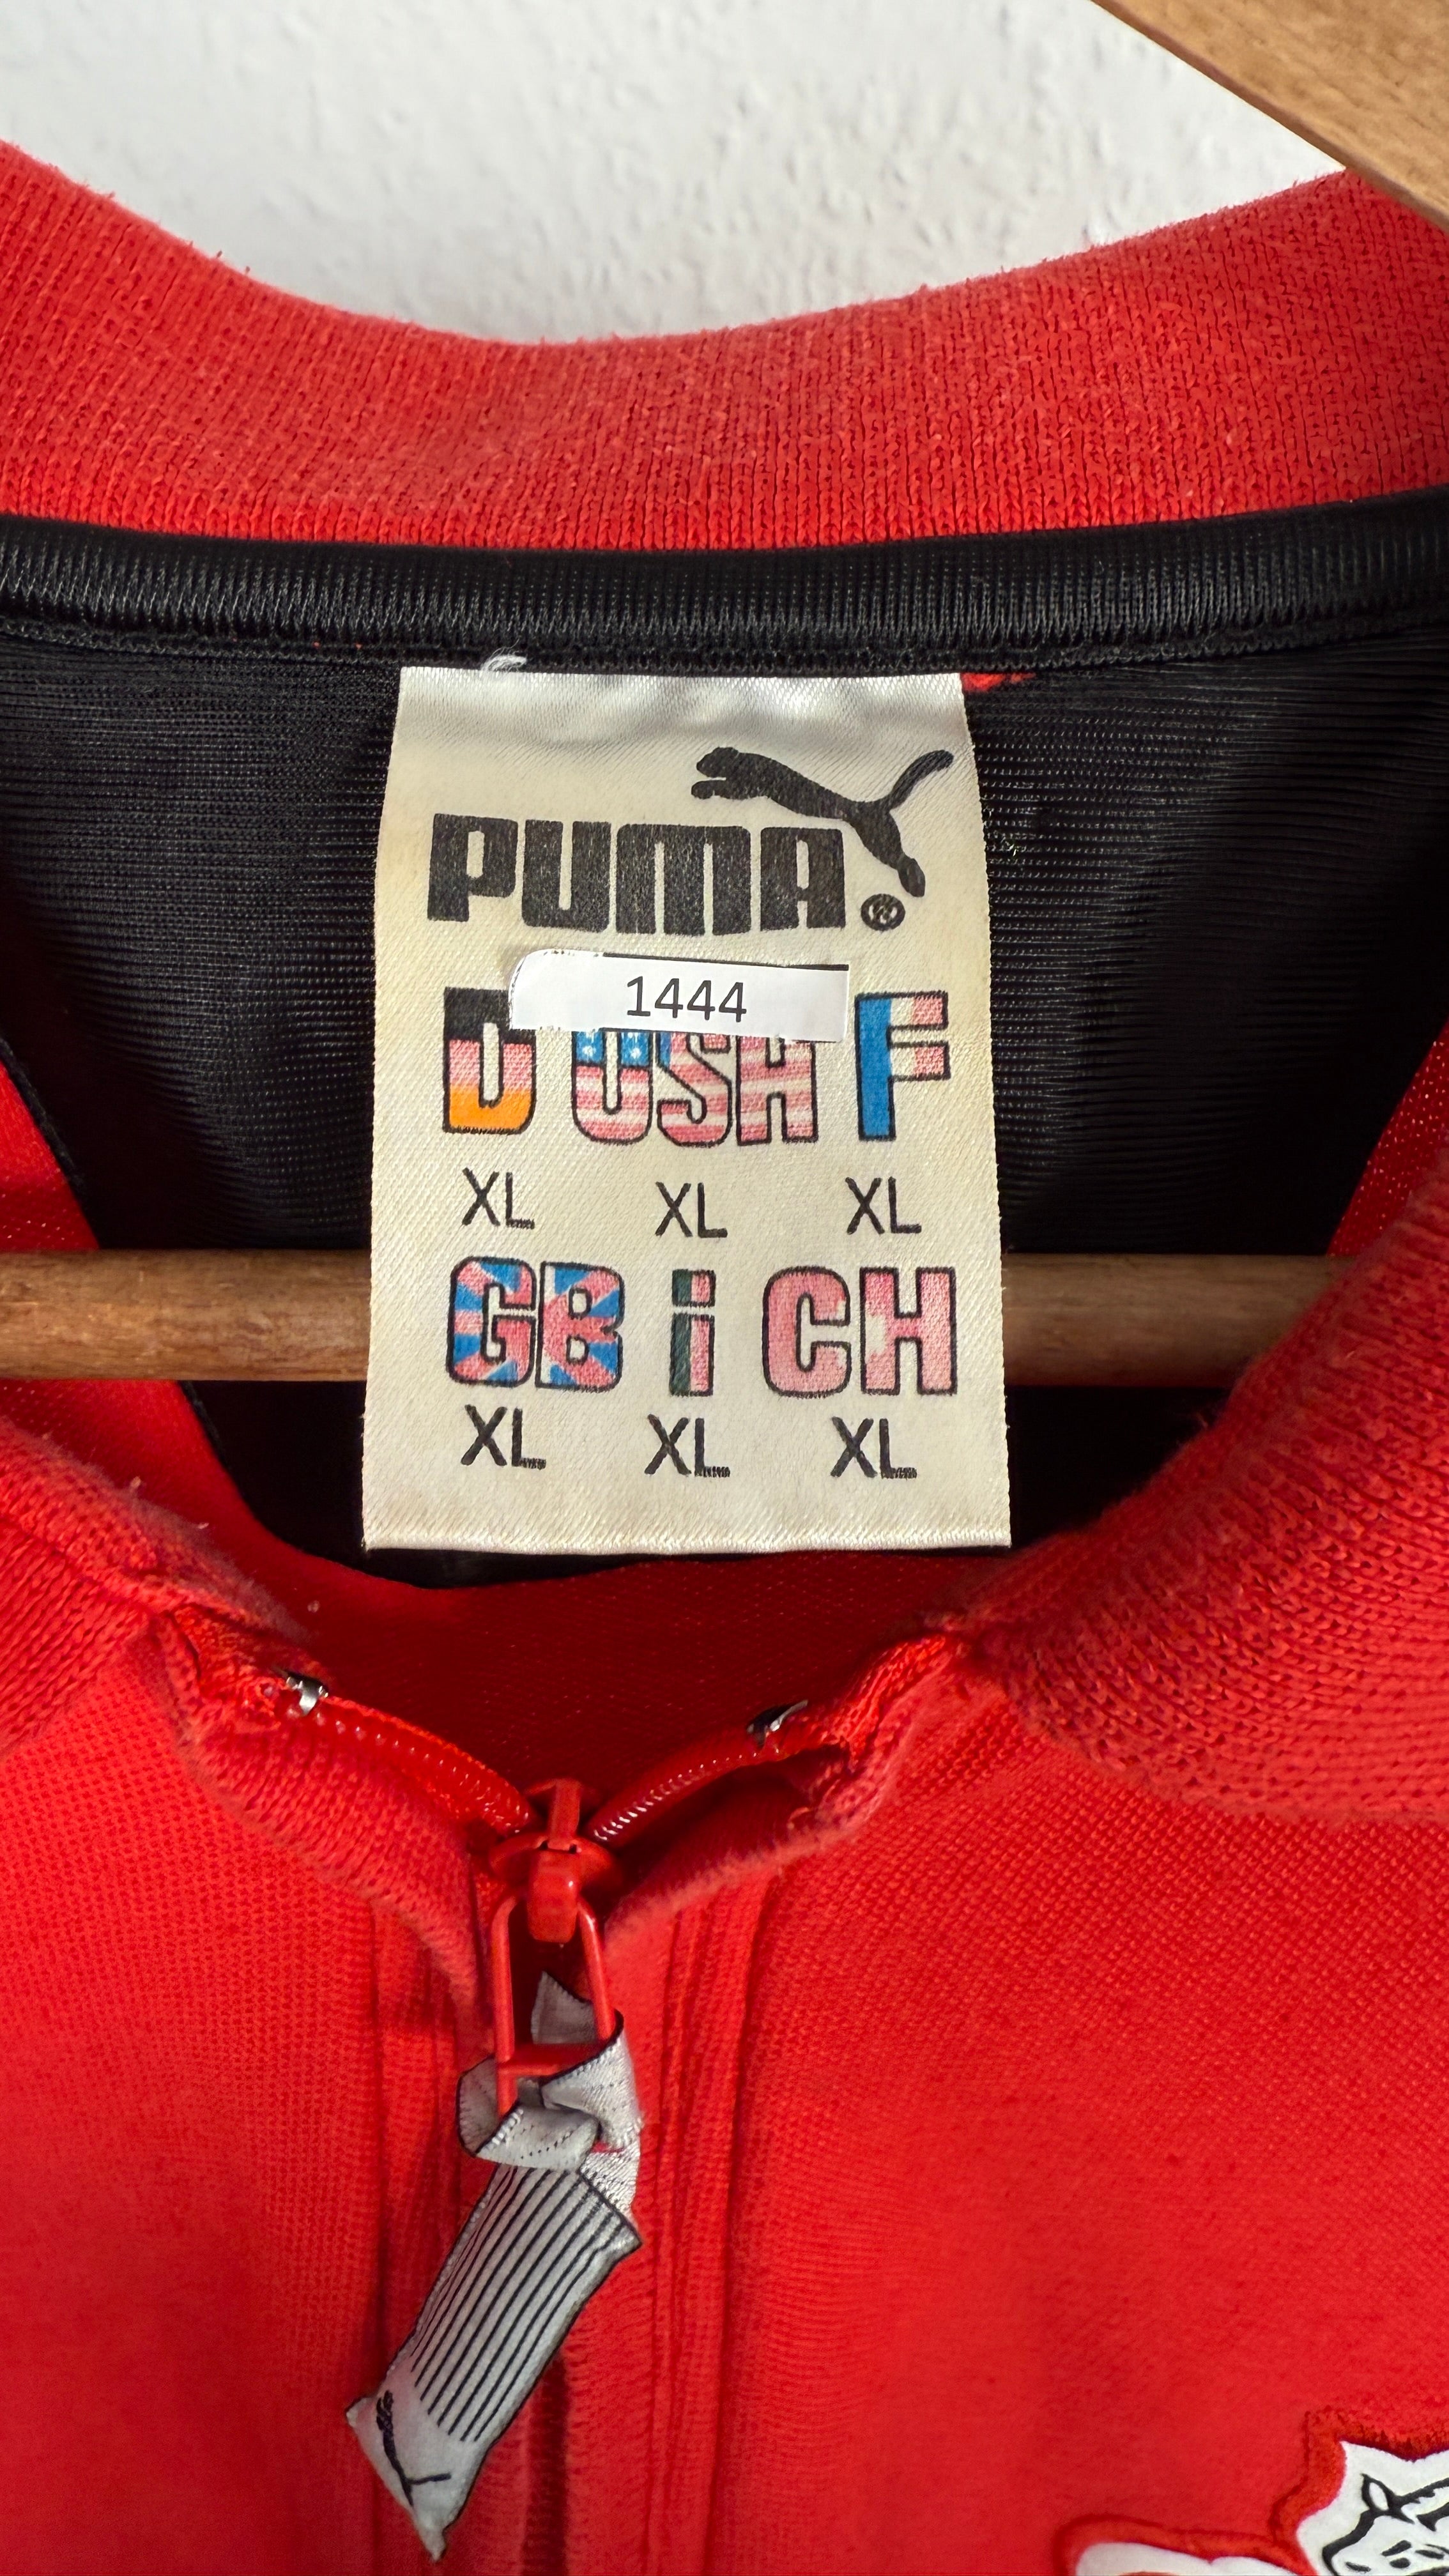 PUMA®
1444
D USA F
XL XL XL
GB i CH
XL XL XL